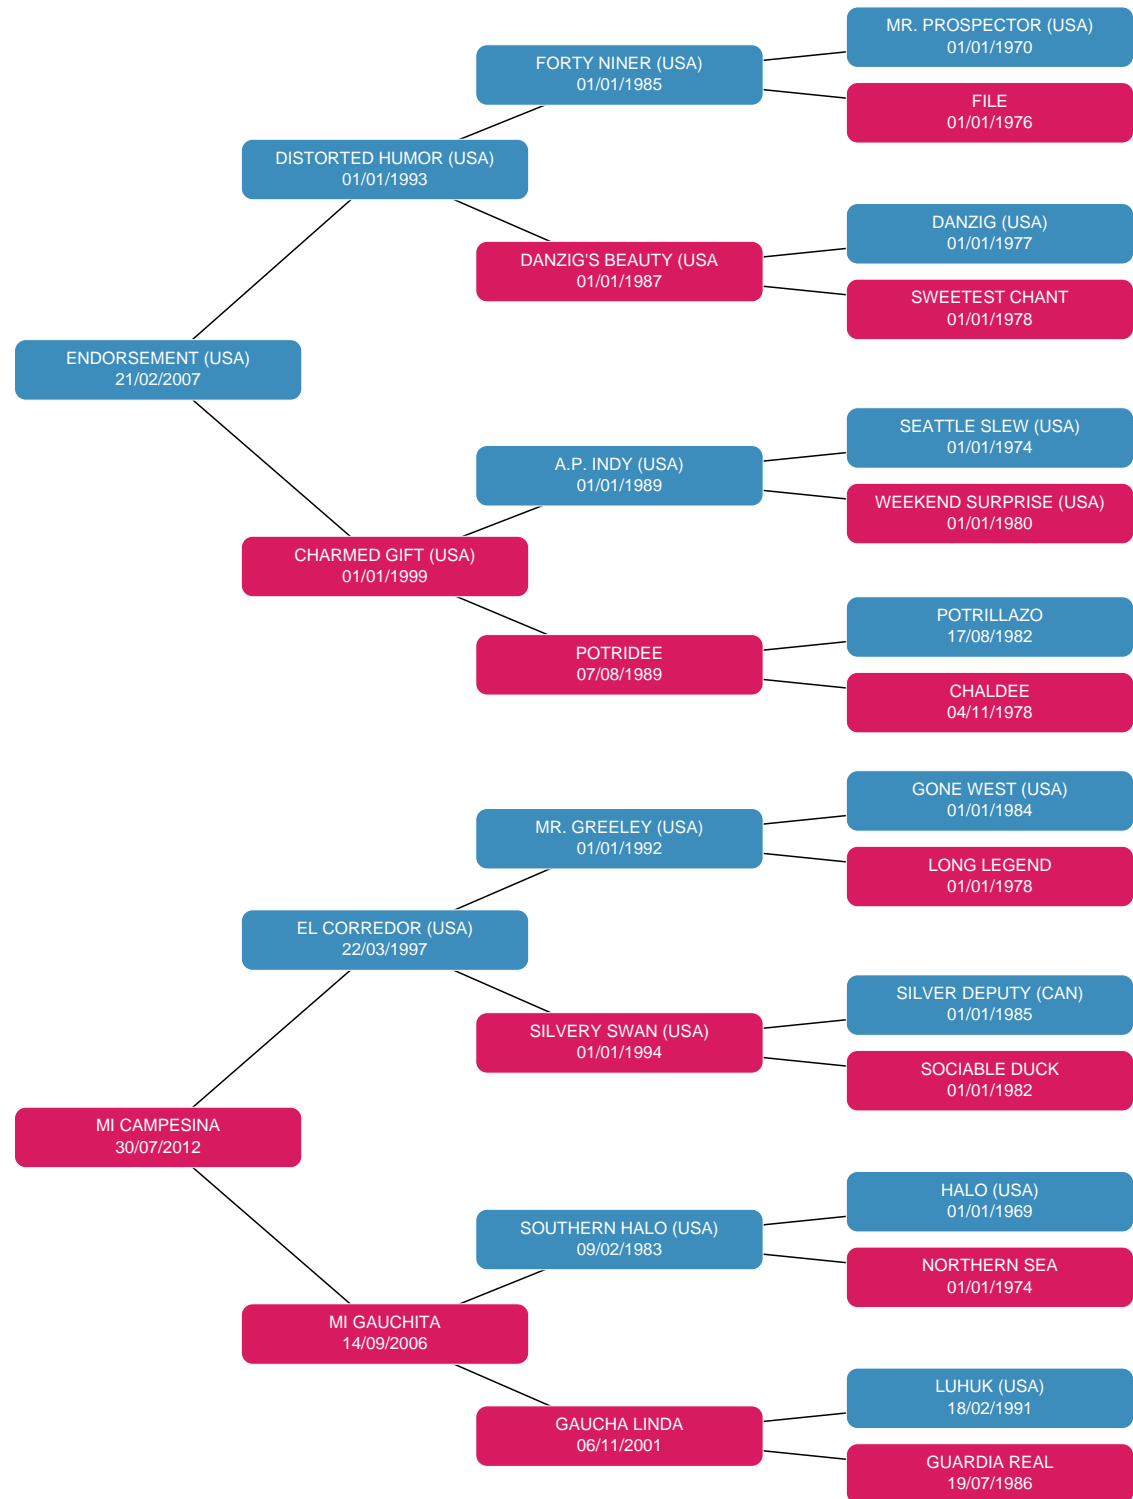 MR. PROSPECTOR (USA)
01/01/1970
FORTY NINER (USA)
01/01/1985
FILE
01/01/1976
DISTORTED HUMOR (USA)
01/01/1993
DANZIG (USA)
01/01/1977
DANZIG'S BEAUTY (USA
01/01/1987
SWEETEST CHANT
01/01/1978
ENDORSEMENT (USA)
21/02/2007
SEATTLE SLEW (USA)
01/01/1974
A.P. INDY (USA)
01/01/1989
WEEKEND SURPRISE (USA)
01/01/1980
CHARMED GIFT (USA)
01/01/1999
POTRILLAZO
17/08/1982
POTRIDEE
07/08/1989
CHALDEE
04/11/1978
GONE WEST (USA)
01/01/1984
MR. GREELEY (USA)
01/01/1992
LONG LEGEND
01/01/1978
EL CORREDOR (USA)
22/03/1997
SILVER DEPUTY (CAN)
01/01/1985
SILVERY SWAN (USA)
01/01/1994
SOCIABLE DUCK
01/01/1982
MI CAMPESINA
30/07/2012
HALO (USA)
01/01/1969
SOUTHERN HALO (USA)
09/02/1983
NORTHERN SEA
01/01/1974
MI GAUCHITA
14/09/2006
LUHUK (USA)
18/02/1991
GAUCHA LINDA
06/11/2001
GUARDIA REAL
19/07/1986